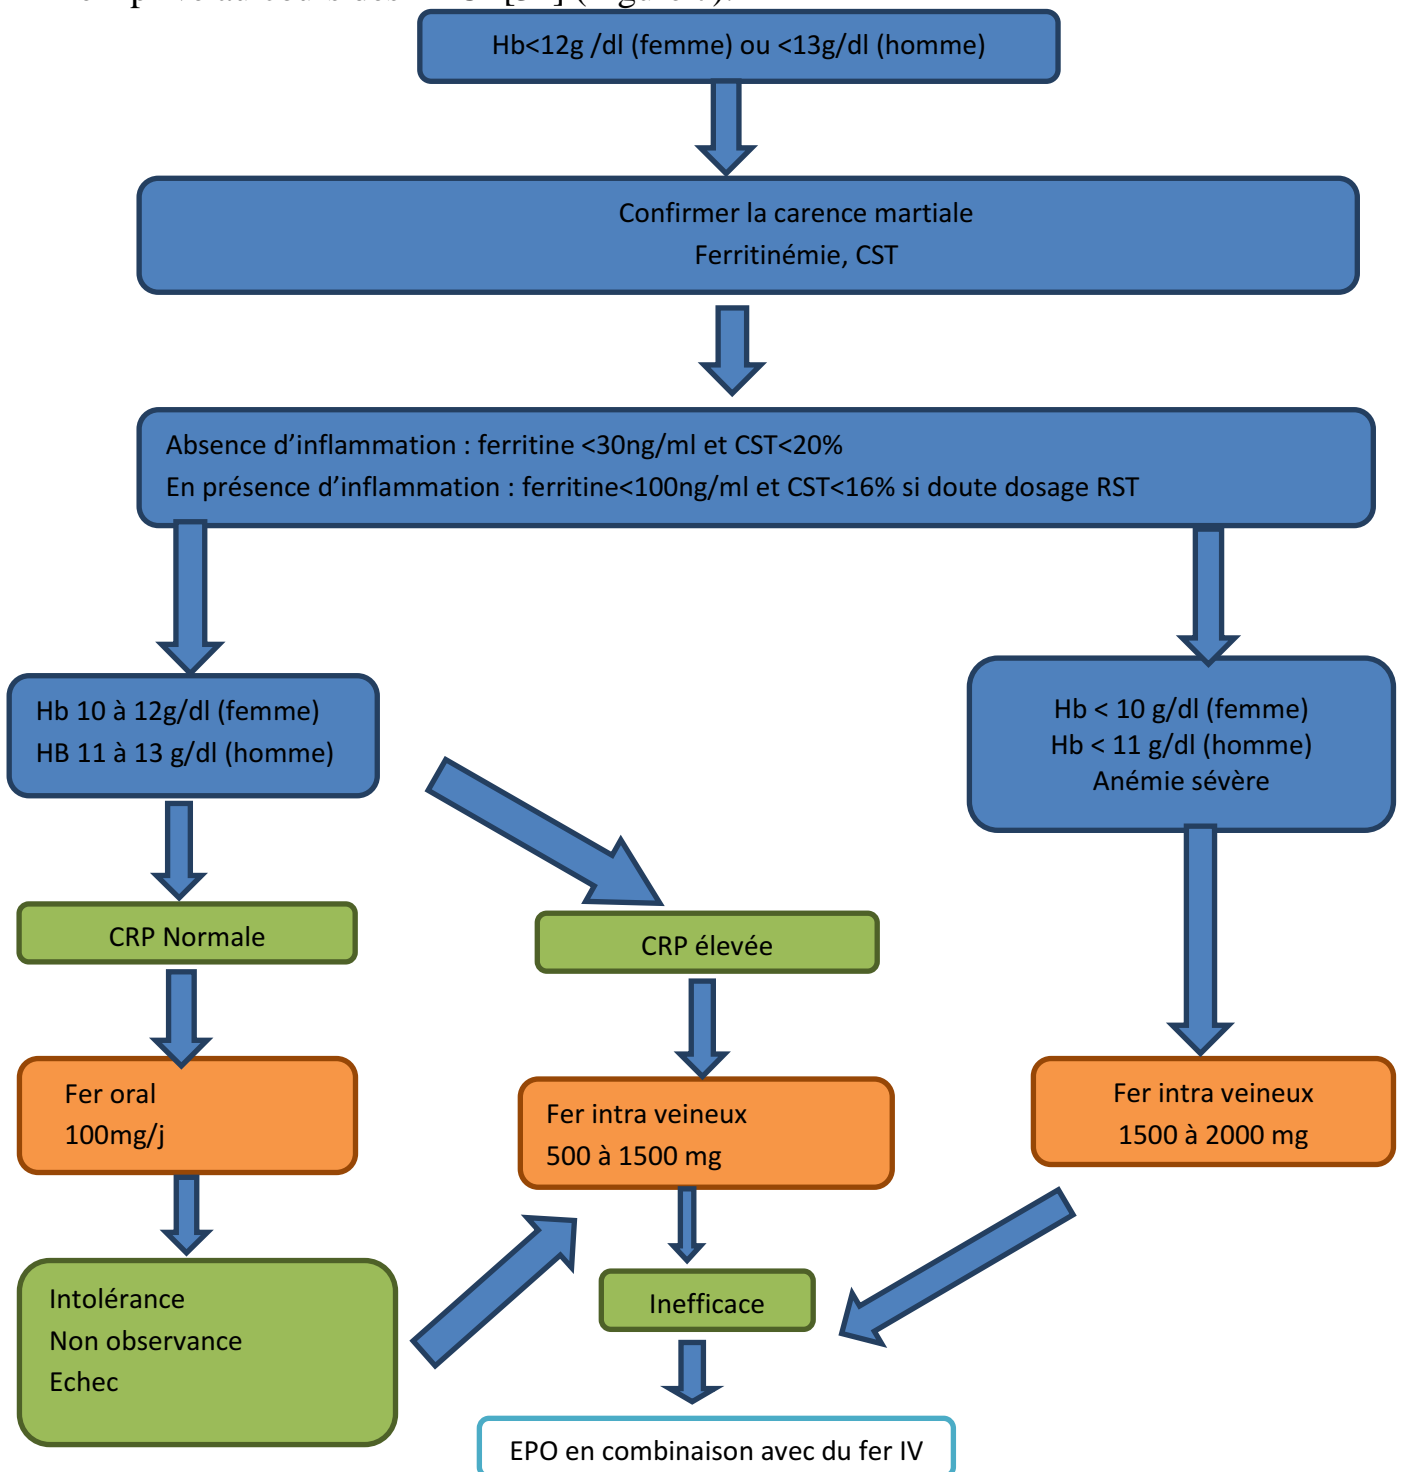 Hb<12g /dl (femme) ou <13g/dl (homme)
Confirmer la carence martiale
Ferritinémie, CST
Absence d’inflammation : ferritine <30ng/ml et CST<20%
En présence d’inflammation : ferritine<100ng/ml et CST<16% si doute dosage RST
Hb 10 à 12g/dl (femme)
HB 11 à 13 g/dl (homme)
Hb < 10 g/dl (femme)
Hb < 11 g/dl (homme)
Anémie sévère
CRP Normale
CRP élevée
Fer oral
100mg/j
Fer intra veineux
500 à 1500 mg
Fer intra veineux
1500 à 2000 mg
Intolérance
Non observance
Echec
Inefficace
EPO en combinaison avec du fer IV